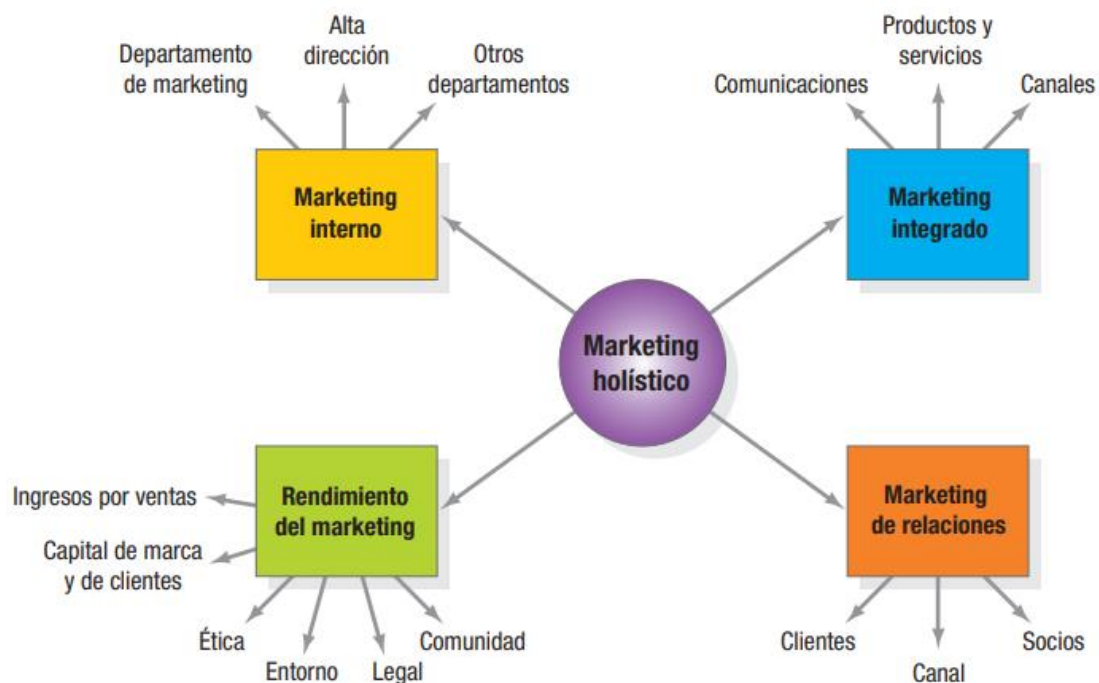 Departamento
de marketing
Alta
dirección
Otros
departamentos
Marketing
interno
Comunicaciones
Productos y
servicios
Canales
Marketing
integrado
Marketing
holístico
Rendimiento
del marketing
Ingresos por ventas
Capital de marca
y de clientes
Ética
Entorno
Legal
Comunidad
Marketing
de relaciones
Clientes
Canal
Socios